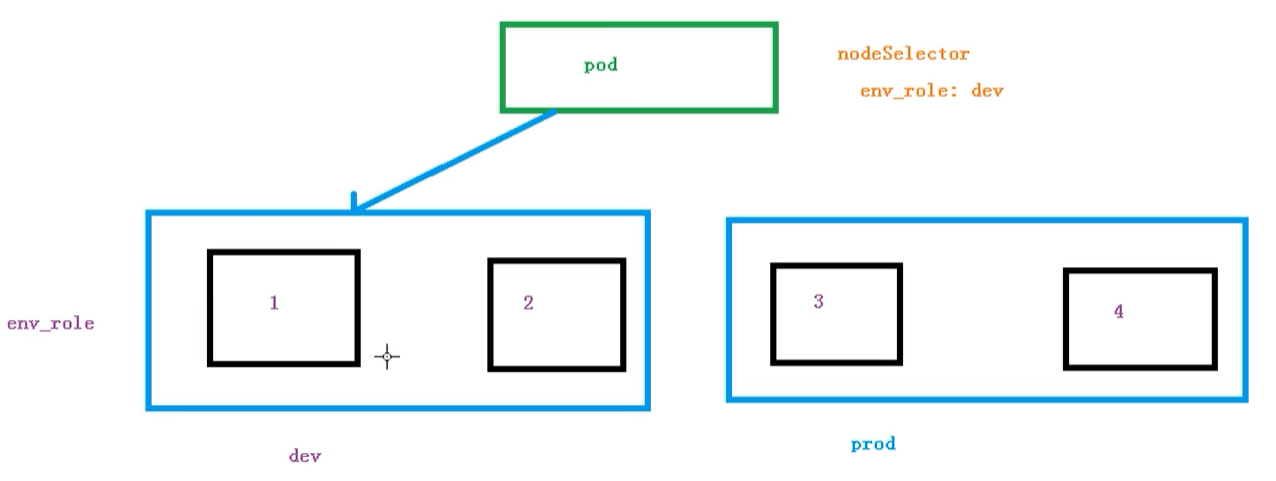 pod
nodeSelector
env_role: dev
1
2
3
4
env_role
dev
prod